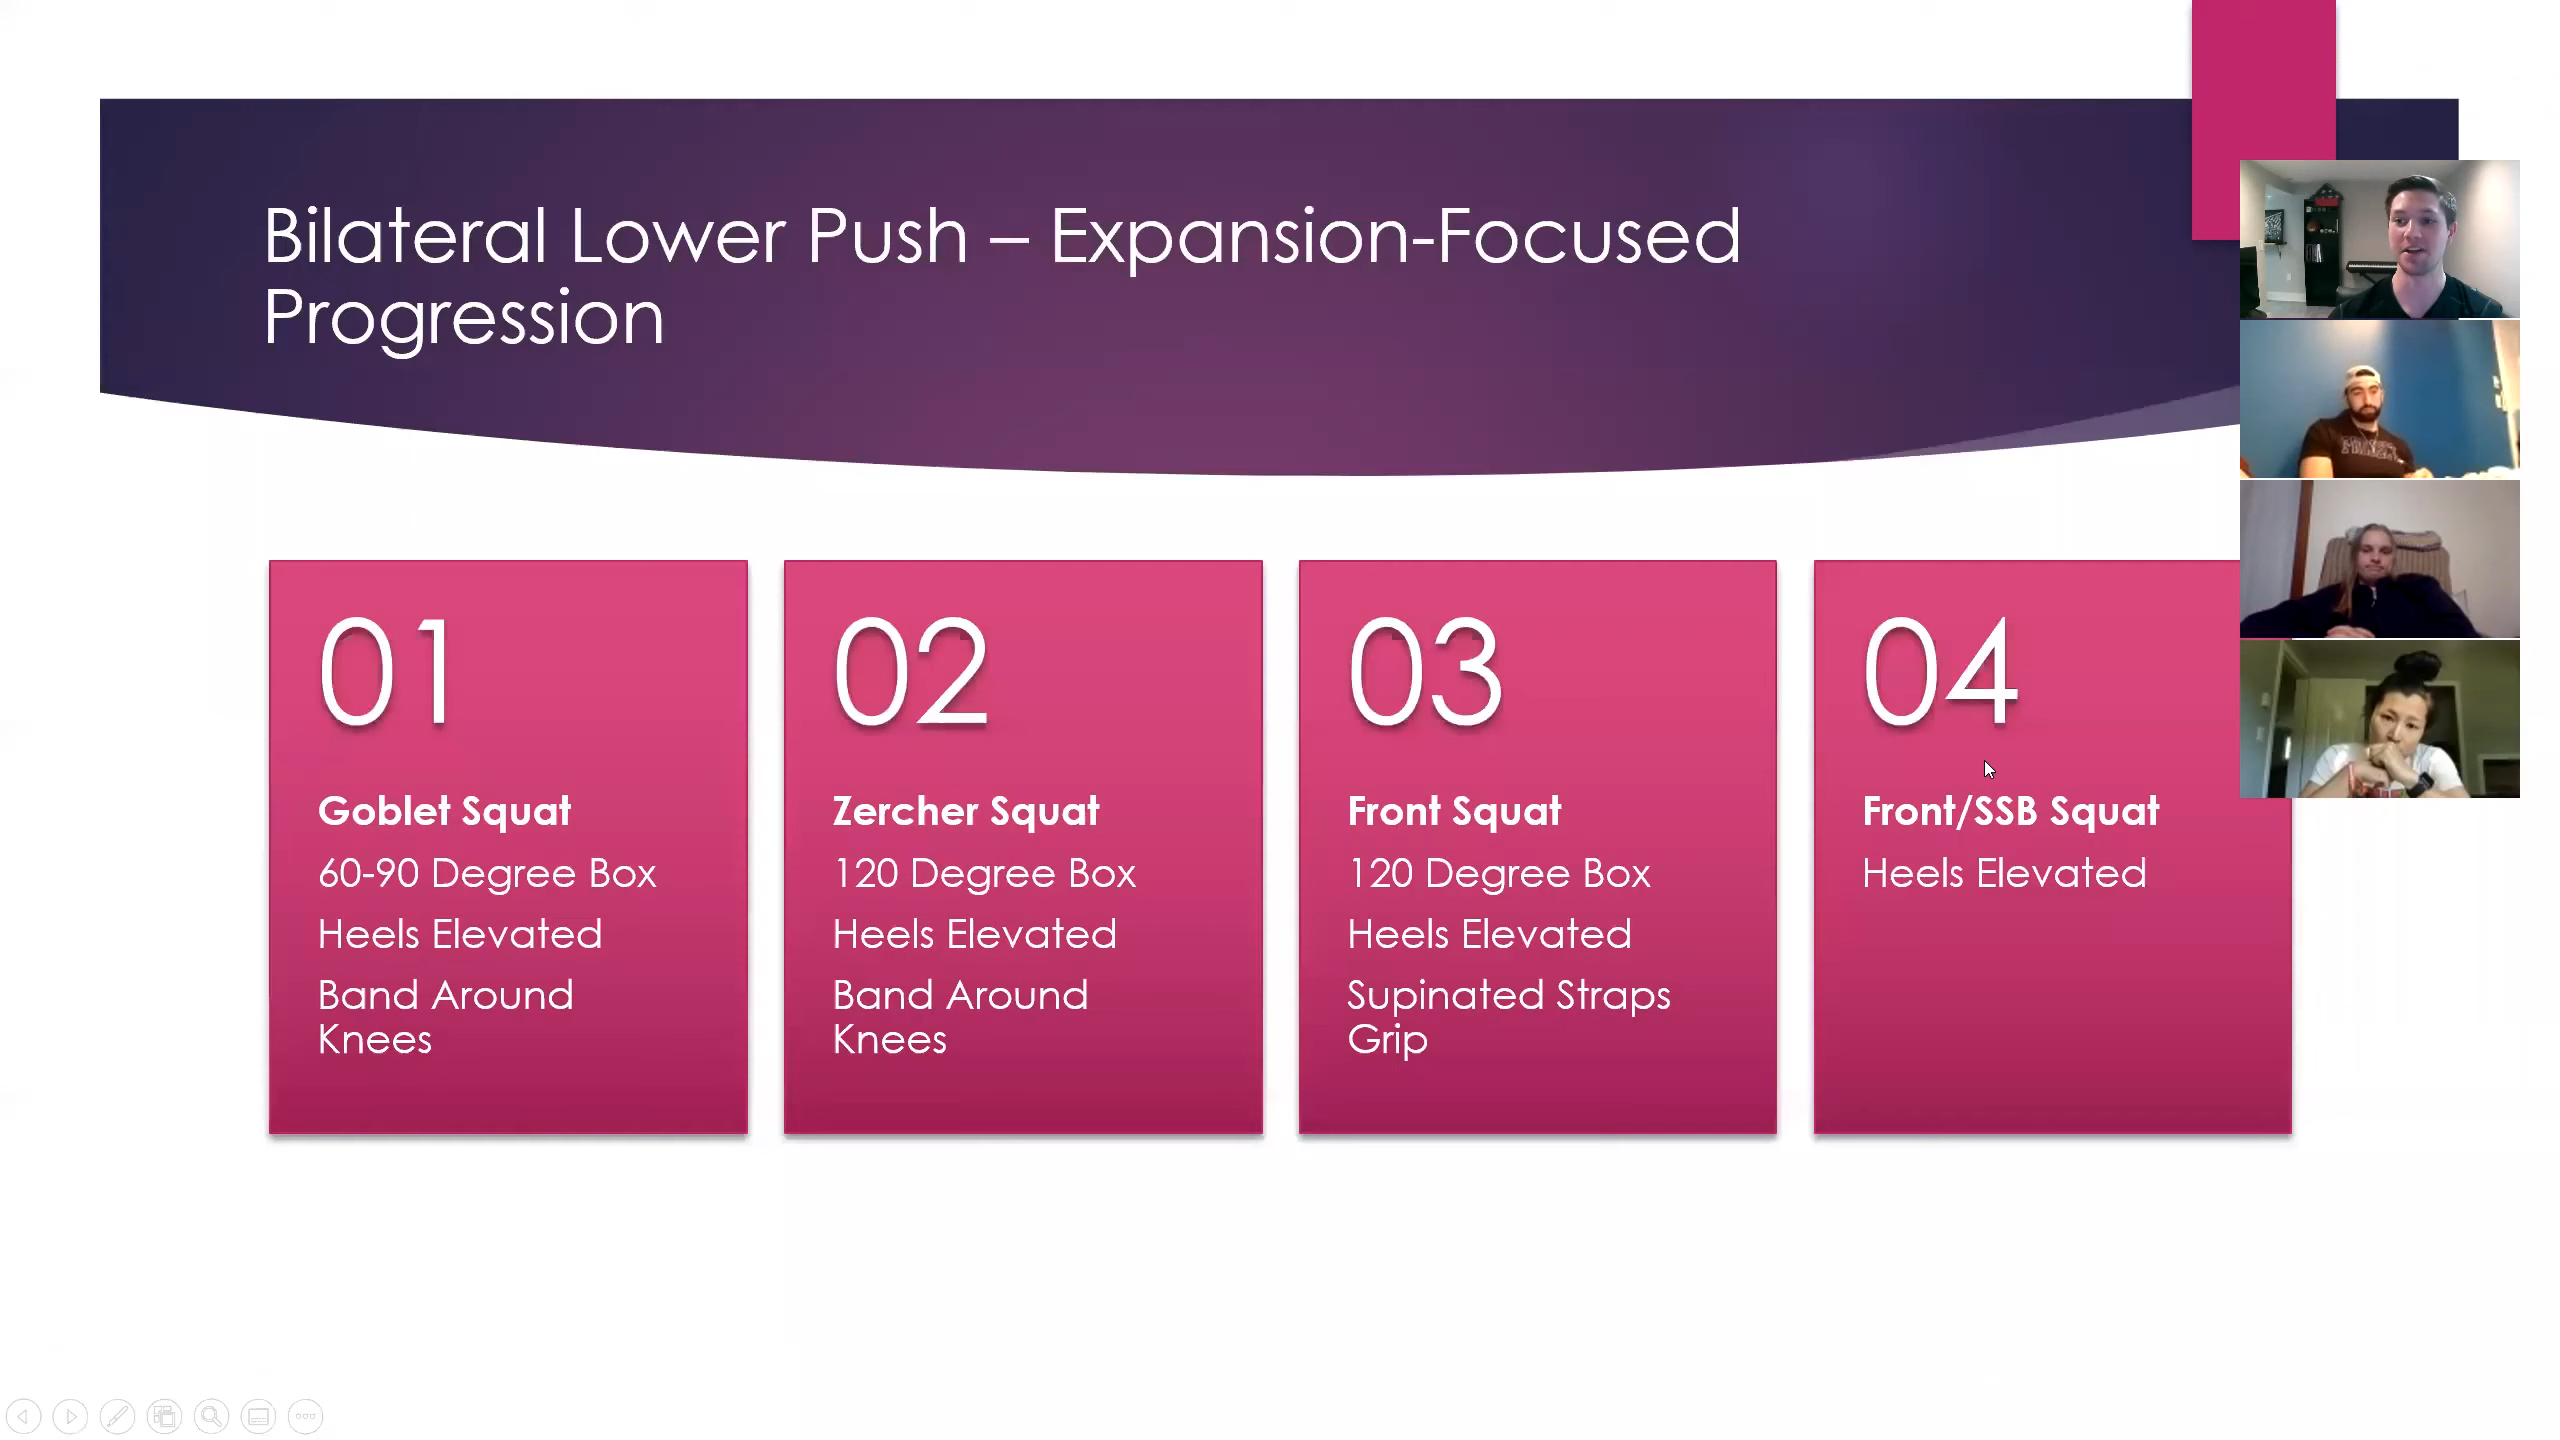 Bilateral Lower Push – Expansion-Focused
Progression
01
Goblet Squat
60-90 Degree Box
Heels Elevated
Band Around
Knees
02
Zercher Squat
120 Degree Box
Heels Elevated
Band Around
Knees
03
Front Squat
120 Degree Box
Heels Elevated
Supinated Straps
Grip
04
Front/SSB Squat
Heels Elevated